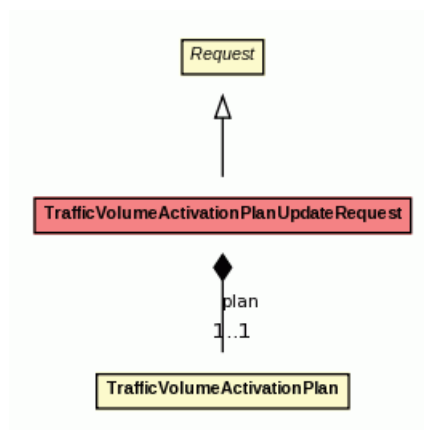 Request
TrafficVolumeActivationPlanUpdateRequest
plan
1..1
TrafficVolumeActivationPlan